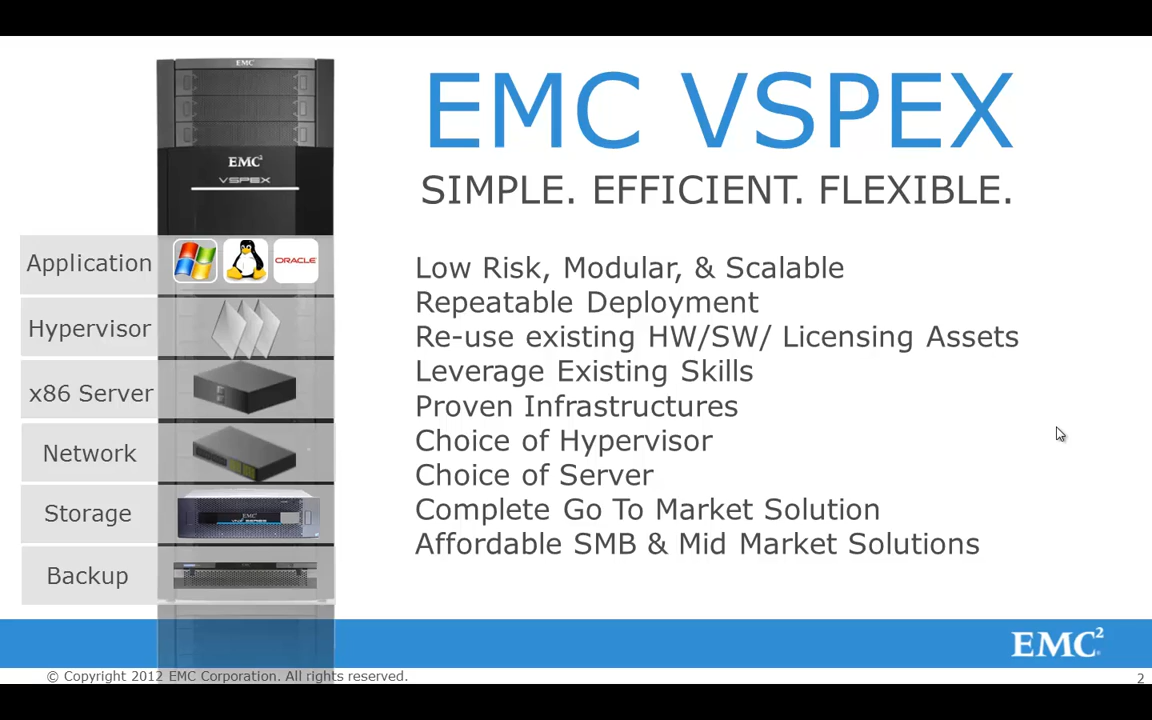 EMC
EMC²
VSPEX
EMC VSPEX
SIMPLE. EFFICIENT. FLEXIBLE.
Application
ORACLE
Hypervisor
x86 Server
Network
Storage
EMC²
Backup
Low Risk, Modular, & Scalable
Repeatable Deployment
Re-use existing HW/SW/ Licensing Assets
Leverage Existing Skills
Proven Infrastructures
Choice of Hypervisor
Choice of Server
Complete Go To Market Solution
Affordable SMB & Mid Market Solutions
EMC²
© Copyright 2012 EMC Corporation. All rights reserved.
2